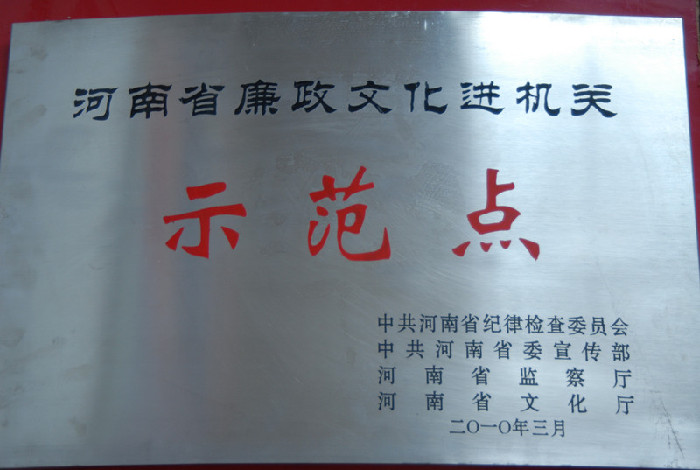 河南省廉政文化进机关
示范点
中共河南省纪律检查委员会
中共河南省委宣传部
河南省监察厅
河南省文化厅
二〇一〇年三月